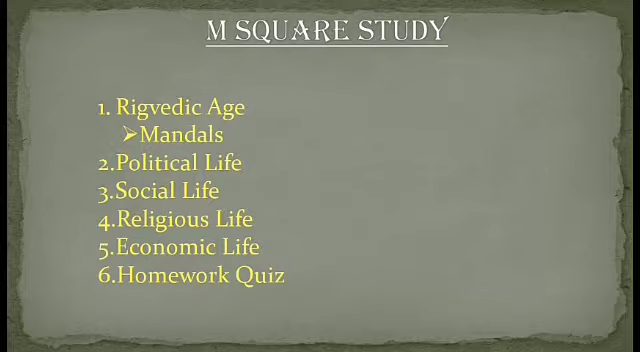 M SQUARE STUDY
1. Rigvedic Age
➢Mandals
2.Political Life
3.Social Life
4.Religious Life
5.Economic Life
6.Homework Quiz